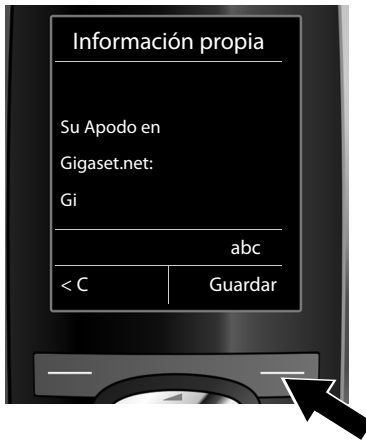 Información propia
Su Apodo en
Gigaset.net:
Gi
abc
< C Guardar